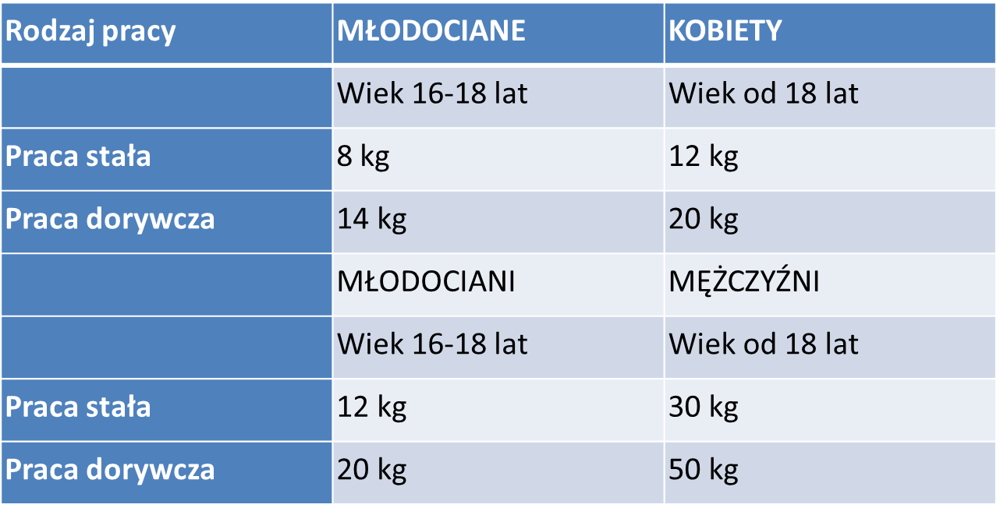 Rodzaj pracy MŁODOCIANE KOBIETY
Wiek 16-18 lat Wiek od 18 lat
Praca stała 8 kg 12 kg
Praca dorywcza 14 kg 20 kg
MŁODOCIANI MĘŻCZYŹNI
Wiek 16-18 lat Wiek od 18 lat
Praca stała 12 kg 30 kg
Praca dorywcza 20 kg 50 kg